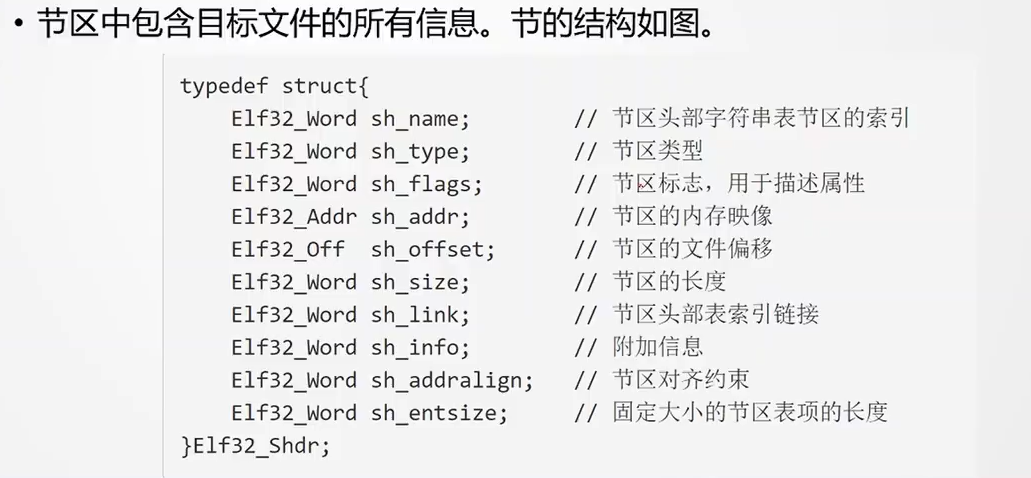 • 节区中包含目标文件的所有信息。节的结构如图。
typedef struct{
    Elf32_Word sh_name;        // 节区头部字符串表节区的索引
    Elf32_Word sh_type;        // 节区类型
    Elf32_Word sh_flags;       // 节区标志，用于描述属性
    Elf32_Addr sh_addr;        // 节区的内存映像
    Elf32_Off  sh_offset;      // 节区的文件偏移
    Elf32_Word sh_size;        // 节区的长度
    Elf32_Word sh_link;        // 节区头部表索引链接
    Elf32_Word sh_info;        // 附加信息
    Elf32_Word sh_addralign;   // 节区对齐约束
    Elf32_Word sh_entsize;     // 固定大小的节区表项的长度
}Elf32_Shdr;